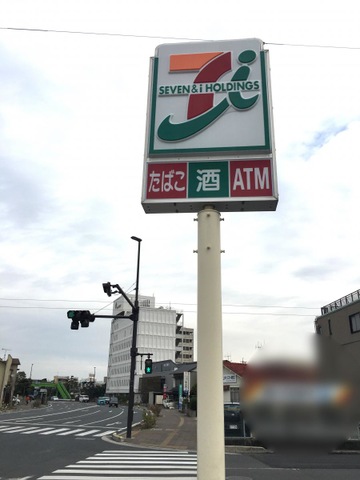 SEVEN & i HOLDINGS
たばこ 酒 ATM